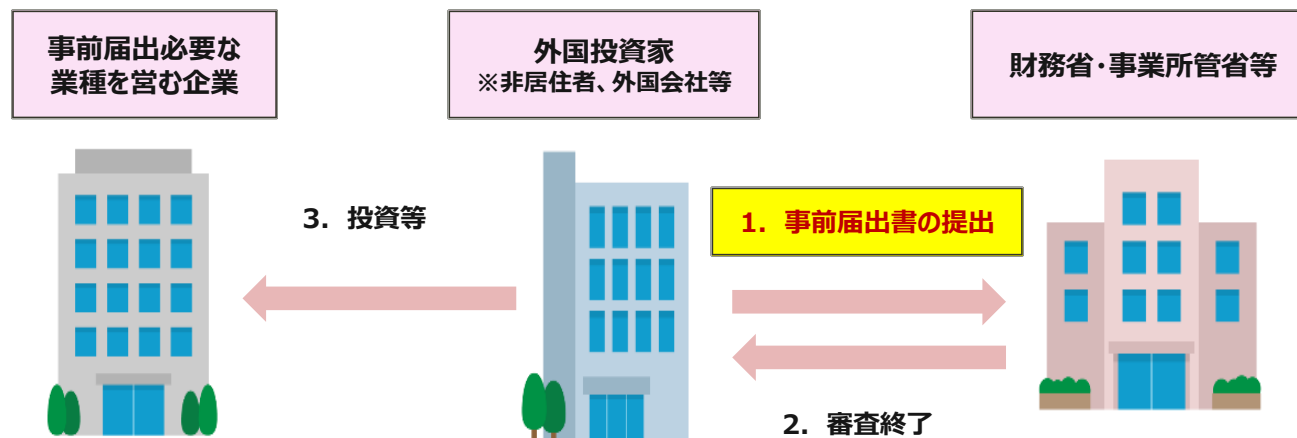 事前届出必要な
業種を営む企業
外国投資家
※非居住者、外国会社等
財務省・事業所管省等
3. 投資等
1. 事前届出書の提出
2. 審査終了